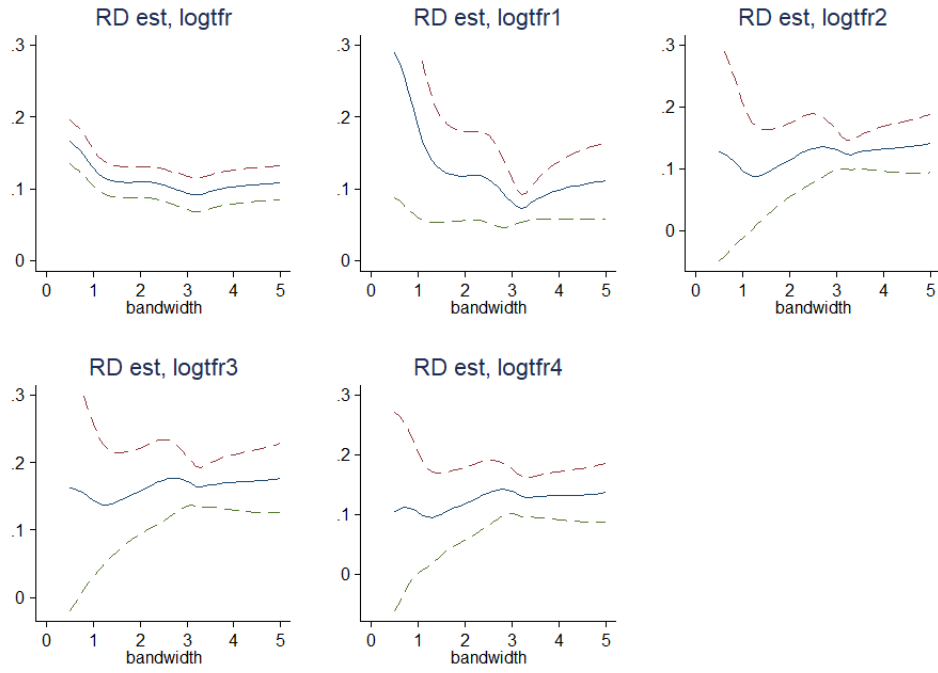 RD est, logtfr
.3
.2
.1
0
0 1 2 3 4 5
bandwidth
RD est, logtfr1
.3
.2
.1
0
0 1 2 3 4 5
bandwidth
RD est, logtfr2
.3
.2
.1
0
0 1 2 3 4 5
bandwidth
RD est, logtfr3
.3
.2
.1
0
0 1 2 3 4 5
bandwidth
RD est, logtfr4
.3
.2
.1
0
0 1 2 3 4 5
bandwidth